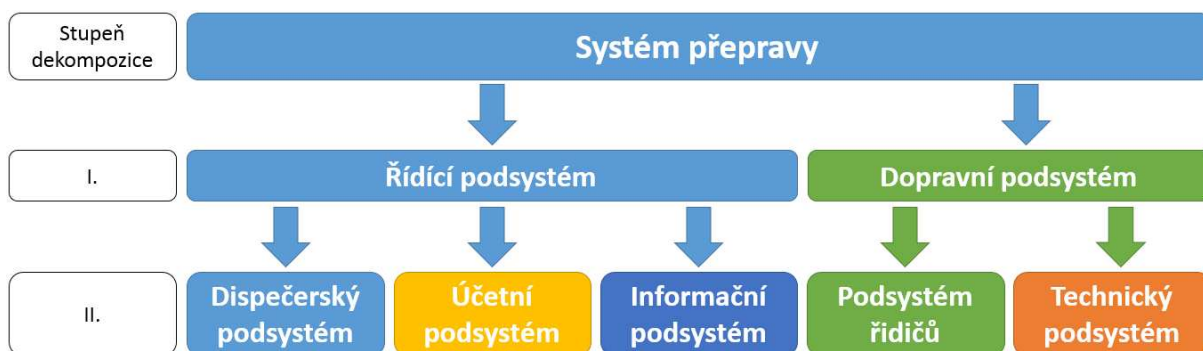 Stupeň
dekompozice
Systém přepravy
I.
Řídící podsystém
Dopravní podsystém
II.
Dispečerský
podsystém
Účetní
podsystém
Informační
podsystém
Podsystém
řidičů
Technický
podsystém